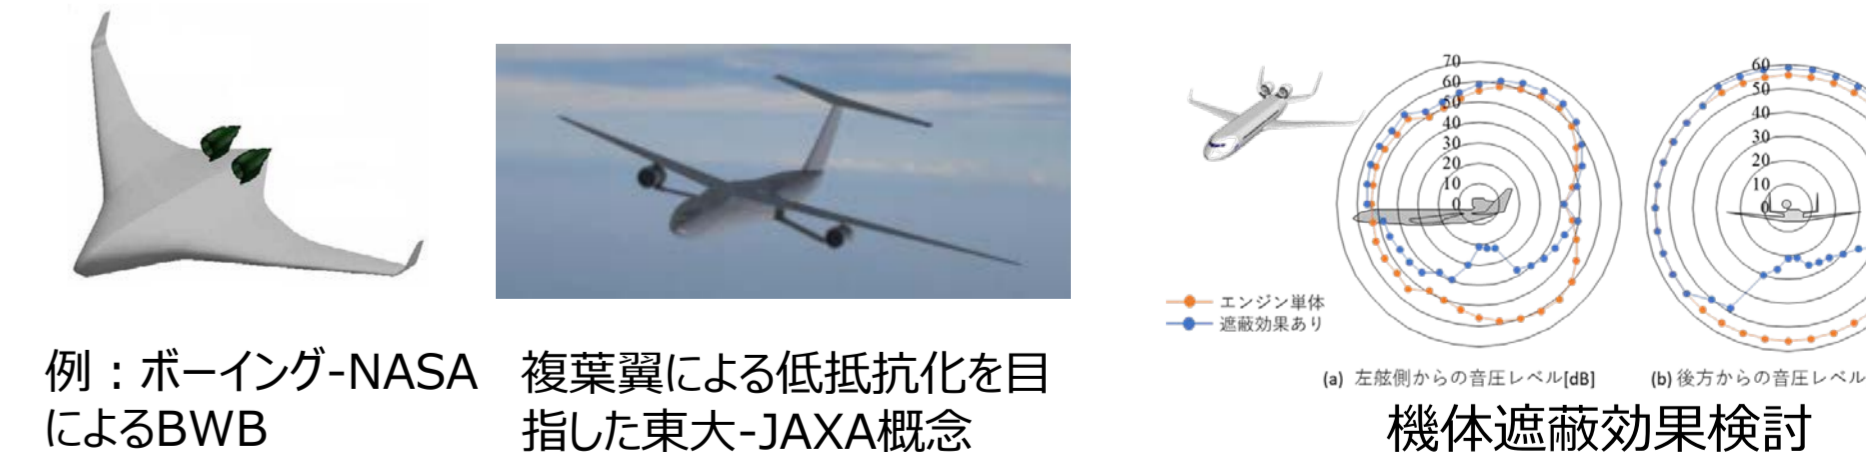 例：ボーイング-NASA
によるBWB
複葉翼による低抵抗化を目
指した東大-JAXA概念
70
60
50
40
30
20
10
0
エンジン単体
遮蔽効果あり
(a) 左舷側からの音圧レベル[dB]
60
50
40
30
20
10
0
(b) 後方からの音圧レベル
機体遮蔽効果検討